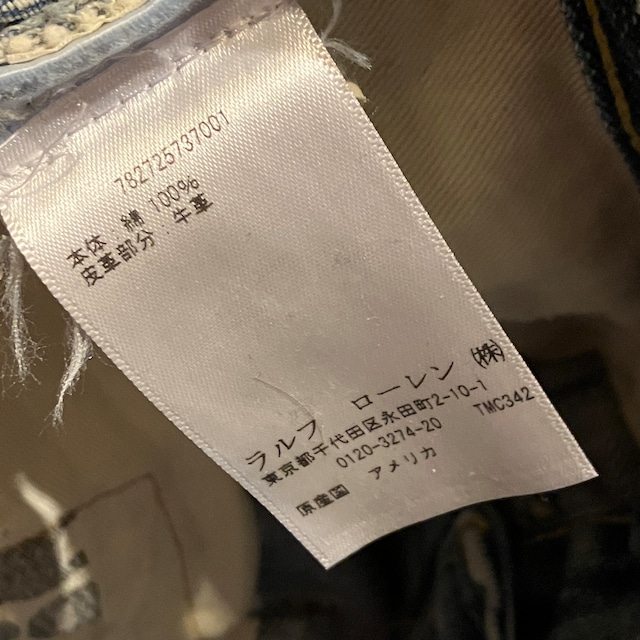 782725737001
本体：綿 100%
皮革部分：牛革
ラルフ ローレン (株)
東京都千代田区永田町2-10-1
0120-3274-20 TMC342
原産国 アメリカ